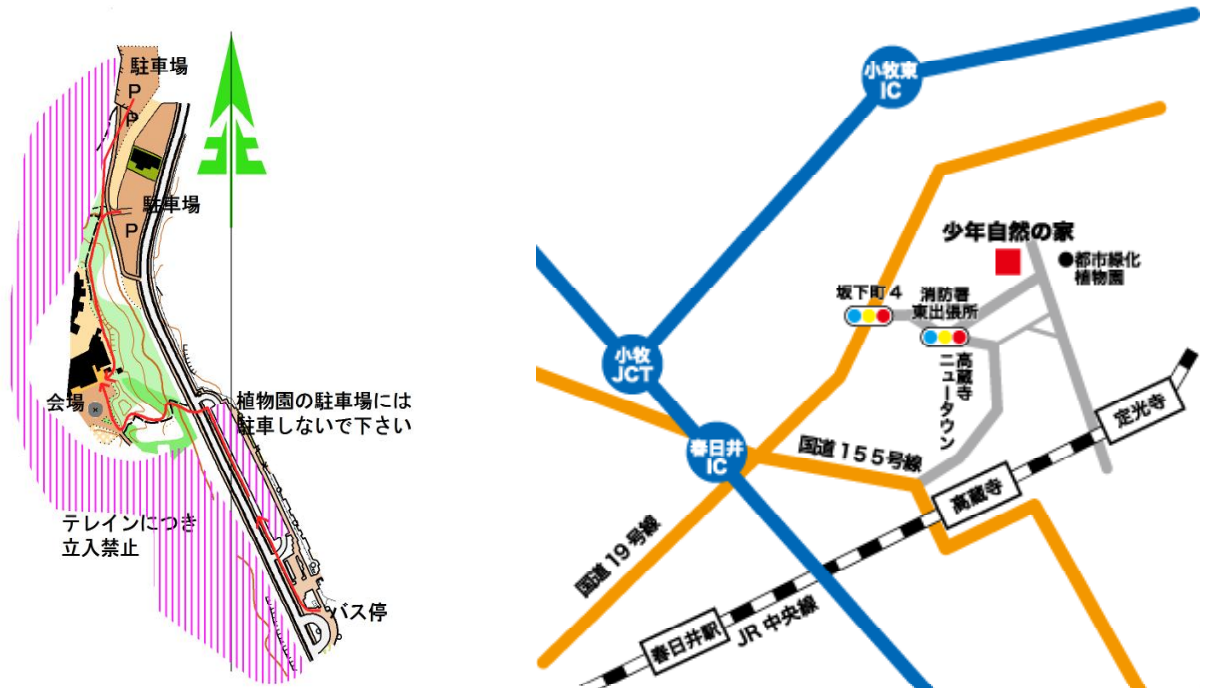 駐車場
P
P
駐車場
P
北
会場
植物園の駐車場には
駐車しないで下さい
テレインにつき
立入禁止
バス停
小牧東
IC
少年自然の家
●都市緑化
植物園
坂下町4
消防署
東出張所
小牧
JCT
高蔵寺
ニュータウン
春日井
IC
国道155号線
定光寺
高蔵寺
国道19号線
春日井駅
JR中央線